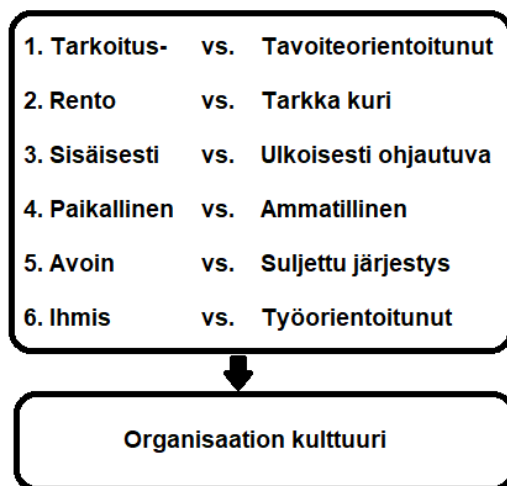 1. Tarkoitus- vs. Tavoiteorientoitunut
2. Rento vs. Tarkka kuri
3. Sisäisesti vs. Ulkoisesti ohjautuva
4. Paikallinen vs. Ammatillinen
5. Avoin vs. Suljettu järjestys
6. Ihmis vs. Työorientoitunut
Organisaation kulttuuri